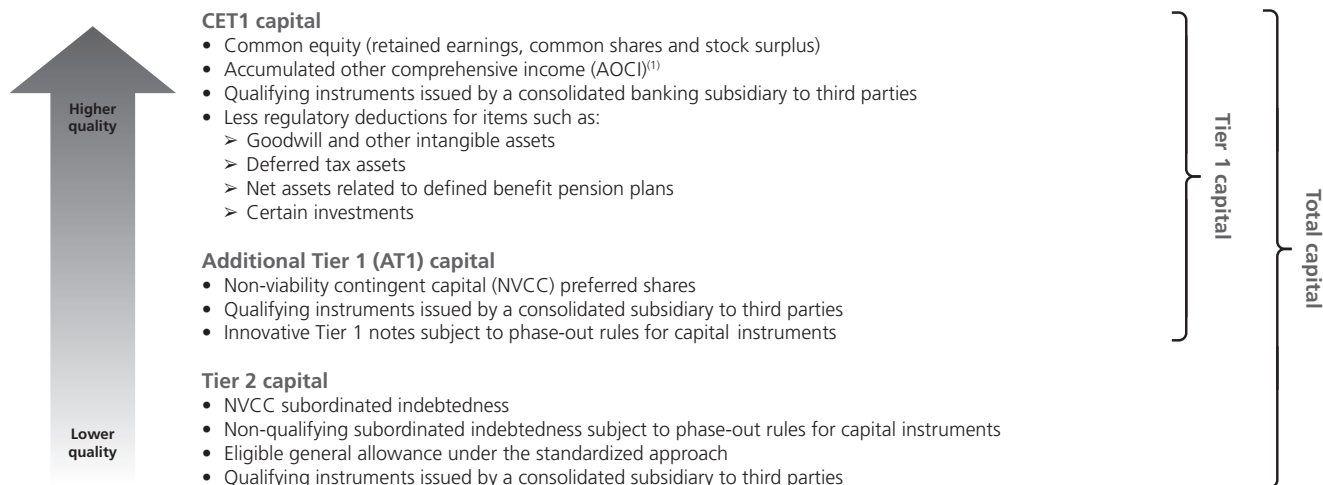 CET1 capital
• Common equity (retained earnings, common shares and stock surplus)
• Accumulated other comprehensive income (AOCI)(1)
• Qualifying instruments issued by a consolidated banking subsidiary to third parties
• Less regulatory deductions for items such as:
➢ Goodwill and other intangible assets
➢ Deferred tax assets
➢ Net assets related to defined benefit pension plans
➢ Certain investments
Additional Tier 1 (AT1) capital
• Non-viability contingent capital (NVCC) preferred shares
• Qualifying instruments issued by a consolidated subsidiary to third parties
• Innovative Tier 1 notes subject to phase-out rules for capital instruments
Tier 2 capital
• NVCC subordinated indebtedness
• Non-qualifying subordinated indebtedness subject to phase-out rules for capital instruments
• Eligible general allowance under the standardized approach
• Qualifying instruments issued by a consolidated subsidiary to third parties
Higher
quality
Lower
quality
Tier 1 capital
Total capital